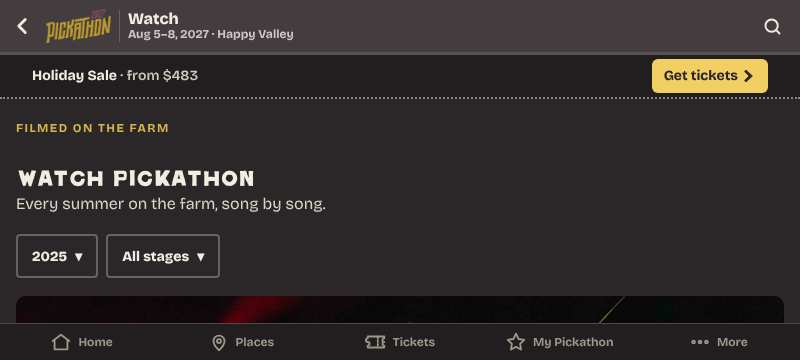 PICKATHON
Watch
Aug 5–8, 2027 · Happy Valley
Holiday Sale · from $483
Get tickets
FILMED ON THE FARM
WATCH PICKATHON
Every summer on the farm, song by song.
2025 ▾
All stages ▾
Home
Places
Tickets
My Pickathon
More